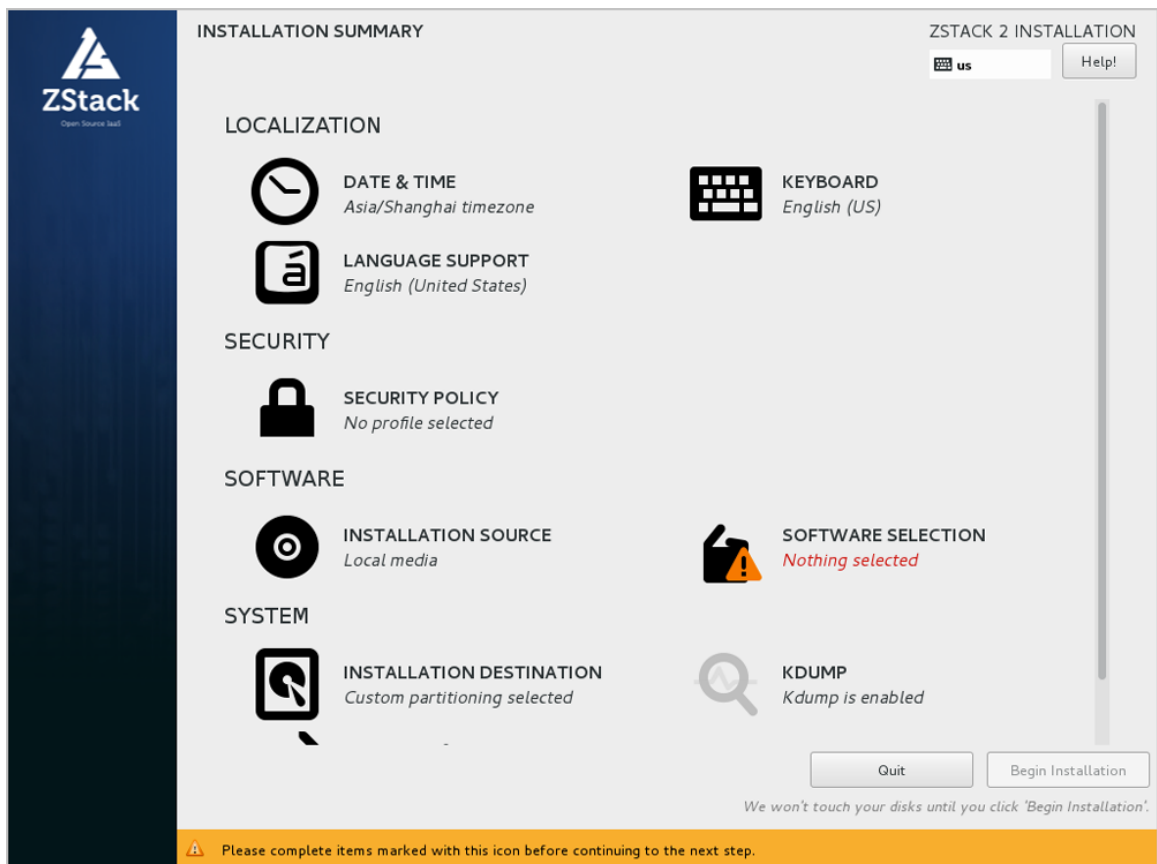 INSTALLATION SUMMARY
ZSTACK 2 INSTALLATION
us
Help!
ZStack
Open Source IaaS
LOCALIZATION
DATE & TIME
Asia/Shanghai timezone
KEYBOARD
English (US)
á
LANGUAGE SUPPORT
English (United States)
SECURITY
SECURITY POLICY
No profile selected
SOFTWARE
INSTALLATION SOURCE
Local media
SOFTWARE SELECTION
Nothing selected
SYSTEM
INSTALLATION DESTINATION
Custom partitioning selected
KDUMP
Kdump is enabled
Quit
Begin Installation
We won't touch your disks until you click 'Begin Installation'.
Please complete items marked with this icon before continuing to the next step.